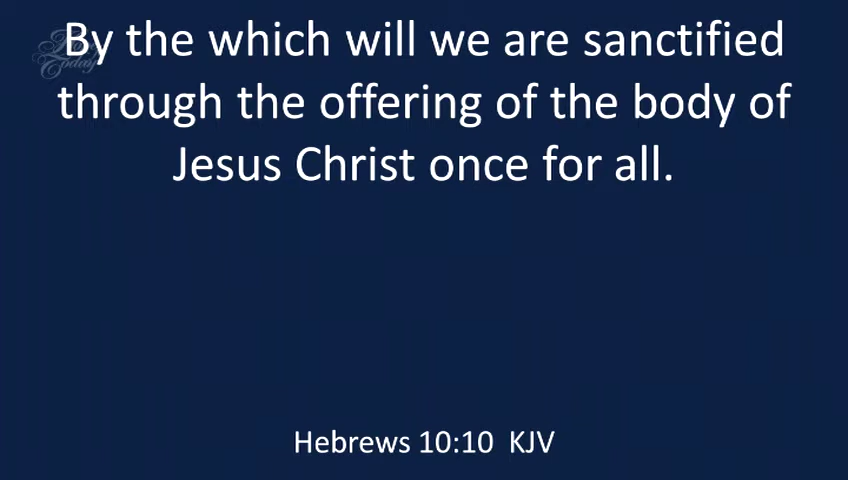 By the which will we are sanctified
through the offering of the body of
Jesus Christ once for all.
Hebrews 10:10 KJV